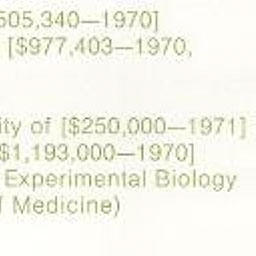 505,340—1970]
[$977,403—1970,
ity of [$250,000—1971]
$1,193,000—1970]
Experimental Biology
Medicine)